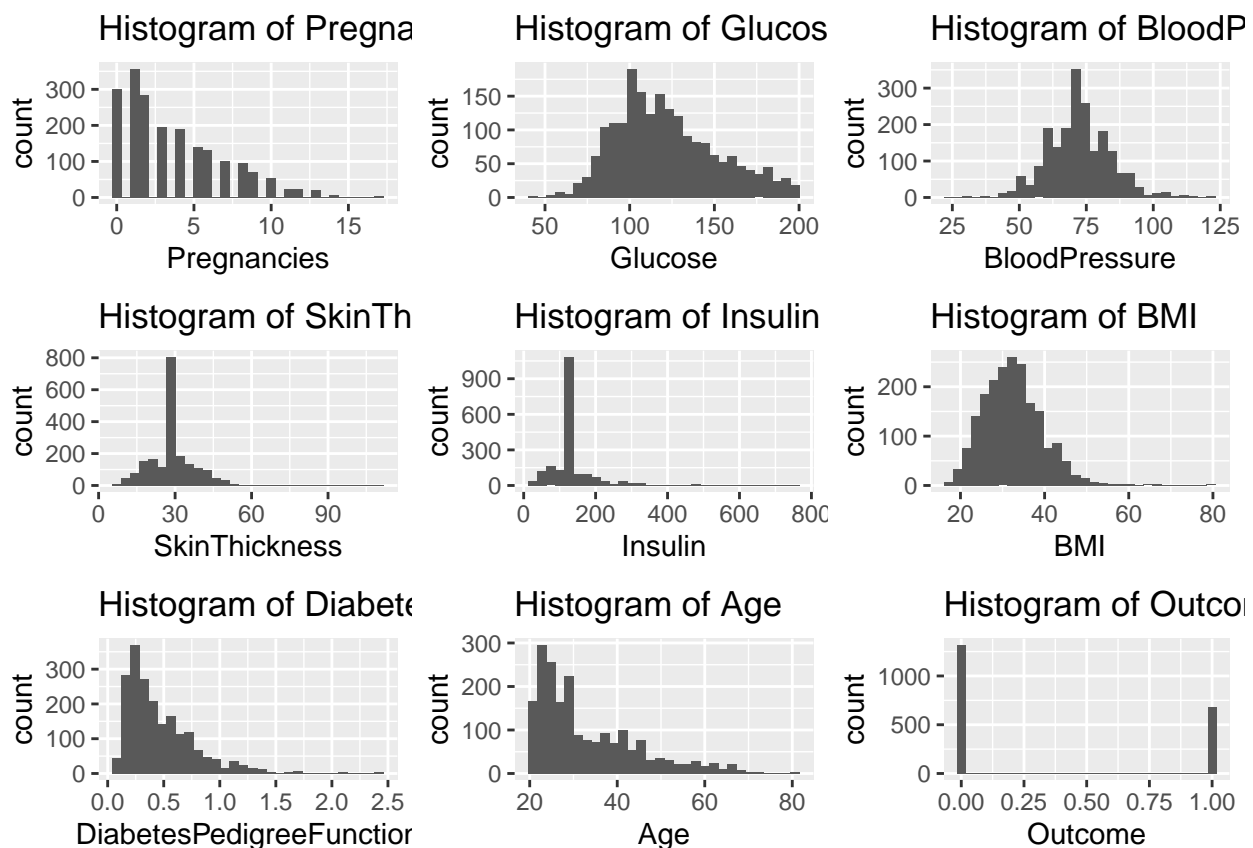 Histogram of Pregna
300
200
100
0
count
0 5 10 15
Pregnancies
Histogram of Glucos
150
100
50
0
count
50 100 150 200
Glucose
Histogram of BloodP
300
200
100
0
count
25 50 75 100 125
BloodPressure
Histogram of SkinTh
800
600
400
200
0
count
0 30 60 90
SkinThickness
Histogram of Insulin
900
600
300
0
count
0 200 400 600 800
Insulin
Histogram of BMI
200
100
0
count
20 40 60 80
BMI
Histogram of Diabete
300
200
100
0
count
0.0 0.5 1.0 1.5 2.0 2.5
DiabetesPedigreeFunction
Histogram of Age
300
200
100
0
count
20 40 60 80
Age
Histogram of Outcor
1000
500
0
count
0.00 0.25 0.50 0.75 1.00
Outcome